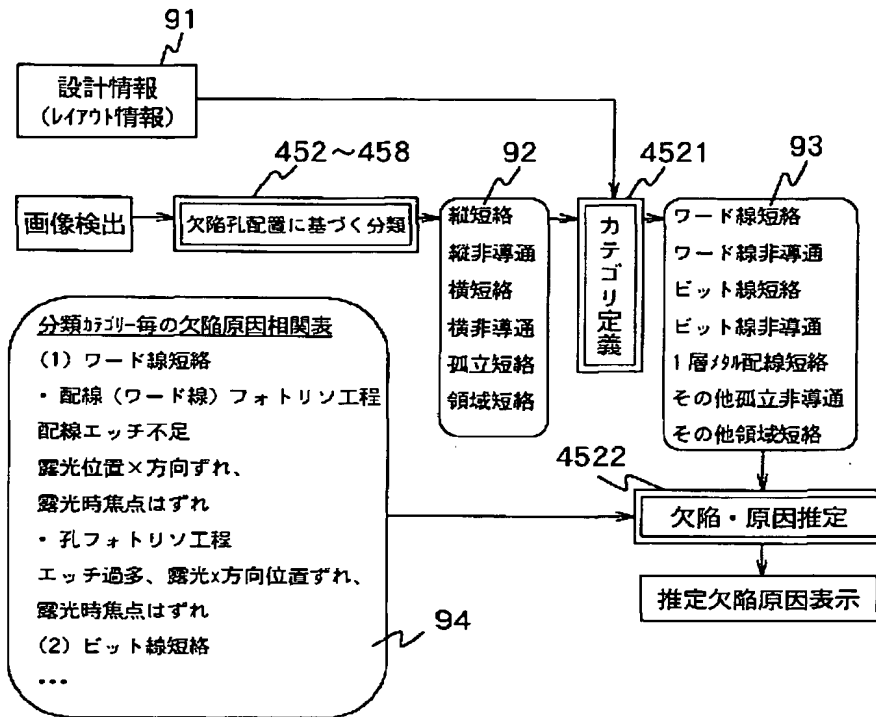 91
設計情報
(レイアウト情報)
452～458
92
4521
93
画像検出
欠陥孔配置に基づく分類
縦短絡
縦非導通
横短絡
横非導通
孤立短絡
領域短絡
カテゴリ定義
ワード線短絡
ワード線非導通
ビット線短絡
ビット線非導通
1層メタル配線短絡
その他孤立非導通
その他領域短絡
分類カテゴリー毎の欠陥原因相関表
(1) ワード線短絡
・配線(ワード線)フォトリソ工程
配線エッチ不足
露光位置×方向ずれ、
露光時焦点はずれ
・孔フォトリソ工程
エッチ過多、露光x方向位置ずれ、
露光時焦点はずれ
(2) ビット線短絡
…
94
4522
欠陥・原因推定
推定欠陥原因表示